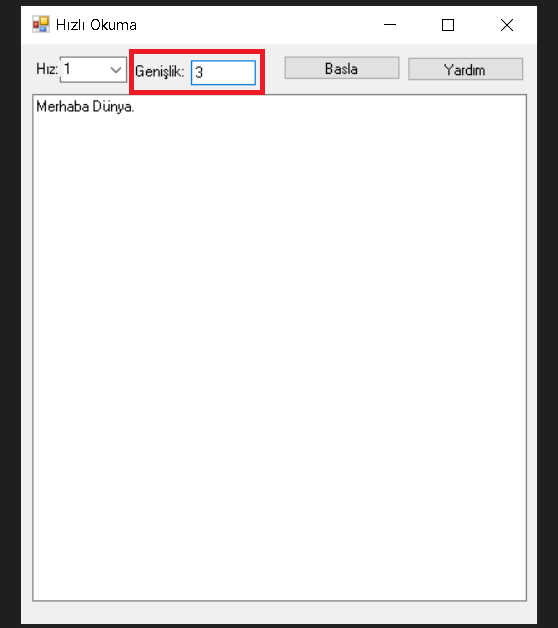 Hızlı Okuma
Hız: 1 Genişlik: 3 Basla Yardım
Merhaba Dünya.